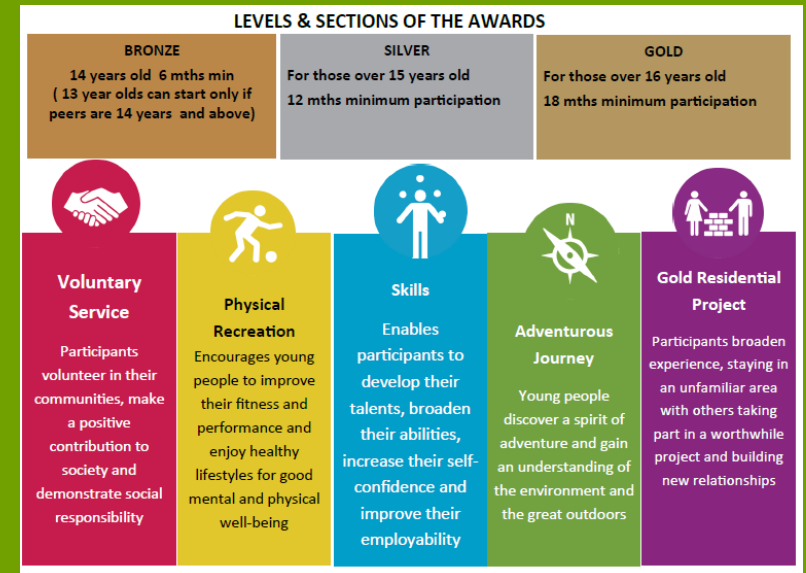 LEVELS & SECTIONS OF THE AWARDS
BRONZE
14 years old 6 mths min
( 13 year olds can start only if
peers are 14 years and above)
SILVER
For those over 15 years old
12 mths minimum participation
GOLD
For those over 16 years old
18 mths minimum participation
Voluntary
Service
Participants
volunteer in their
communities, make
a positive
contribution to
society and
demonstrate social
responsibility
Physical
Recreation
Encourages young
people to improve
their fitness and
performance and
enjoy healthy
lifestyles for good
mental and physical
well-being
Skills
Enables
participants to
develop their
talents, broaden
their abilities,
increase their self-
confidence and
improve their
employability
N
Adventurous
Journey
Young people
discover a spirit of
adventure and gain
an understanding of
the environment and
the great outdoors
Gold Residential
Project
Participants broaden
experience, staying in
an unfamiliar area
with others taking
part in a worthwhile
project and building
new relationships